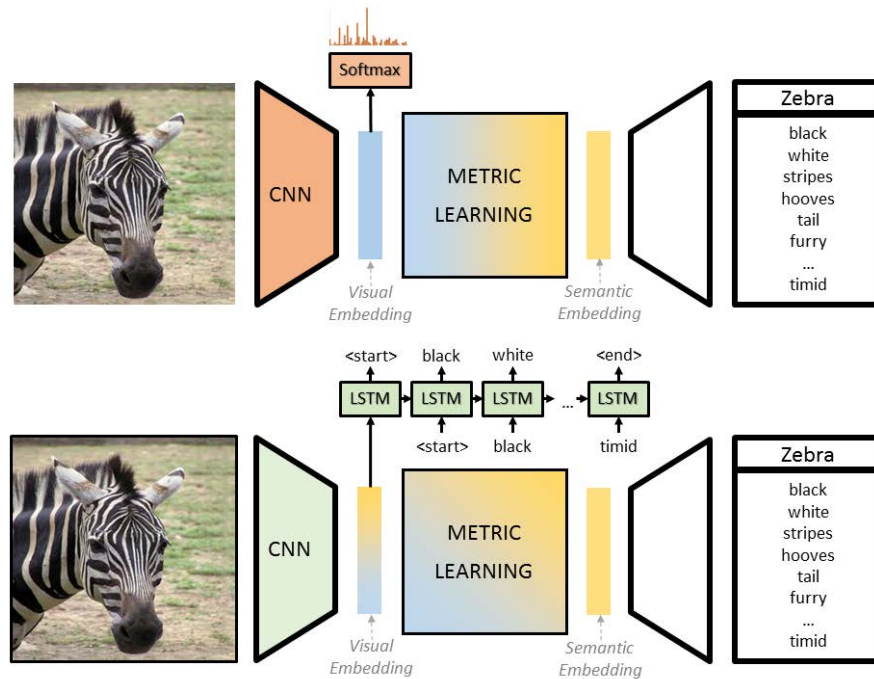 Softmax
CNN
METRIC
LEARNING
Visual
Embedding
Semantic
Embedding
Zebra
black
white
stripes
hooves
tail
furry
...
timid
<start>
black
white
<end>
LSTM
LSTM
LSTM
...
LSTM
<start>
black
timid
CNN
METRIC
LEARNING
Visual
Embedding
Semantic
Embedding
Zebra
black
white
stripes
hooves
tail
furry
...
timid